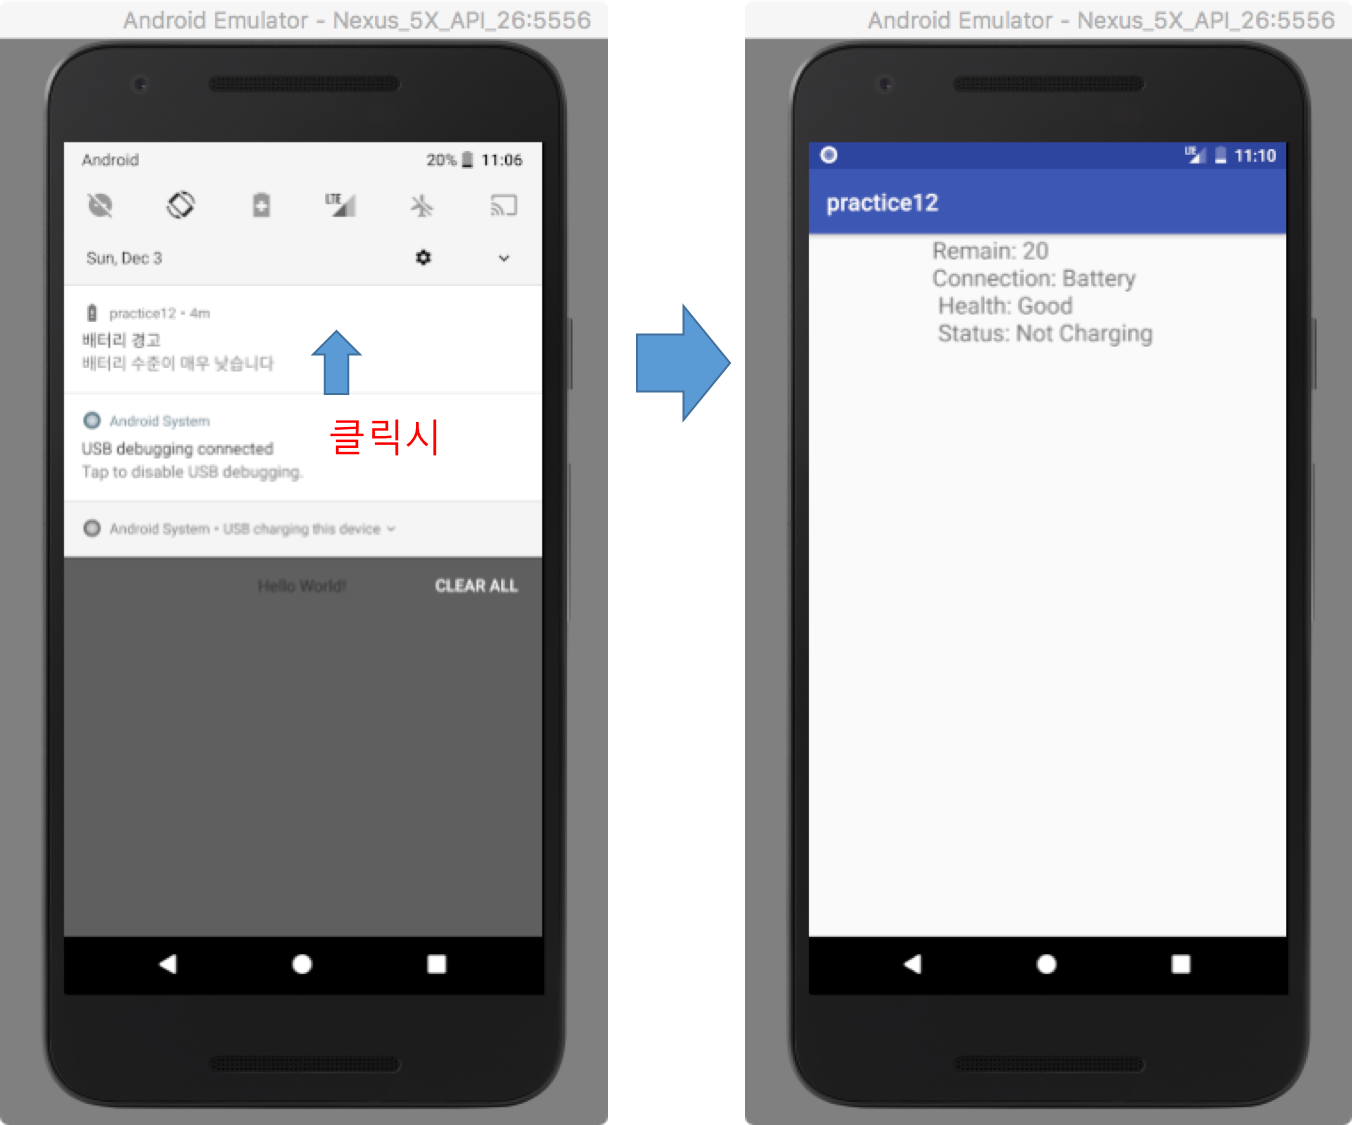 Android Emulator - Nexus_5X_API_26:5556
Android
20%
11:06
LTE
Sun, Dec 3
practice12 • 4m
배터리 경고
배터리 수준이 매우 낮습니다
클릭시
Android System
USB debugging connected
Tap to disable USB debugging.
Android System • USB charging this device
Hello World!
CLEAR ALL
Android Emulator - Nexus_5X_API_26:5556
LTE
11:10
practice12
Remain: 20
Connection: Battery
Health: Good
Status: Not Charging